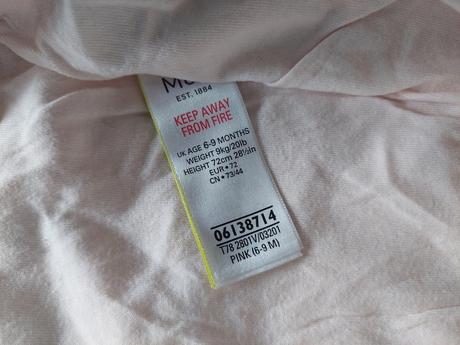 EST. 1884
KEEP AWAY
FROM FIRE
UK AGE 6-9 MONTHS
WEIGHT 9kg/20lb
HEIGHT 72cm 28½in
EUR • 72
CN • 73/44
06138714
T78 2801V/03201
PINK (6-9 M)